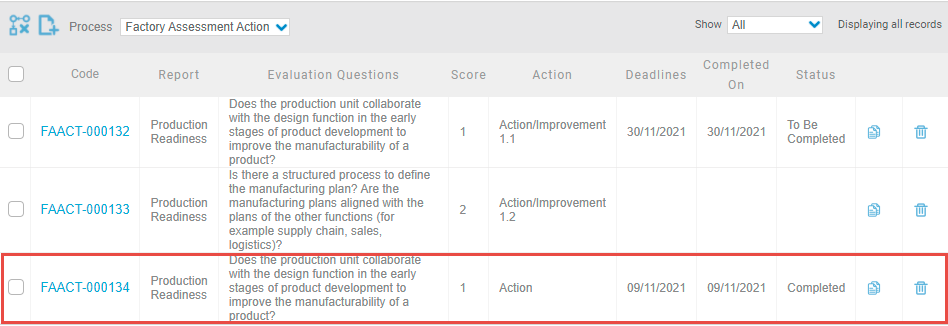 Process Factory Assessment Action Show All Displaying all records
Code Report Evaluation Questions Score Action Deadlines Completed On Status
FAACT-000132
Production
Readiness
Does the production unit collaborate
with the design function in the early
stages of product development to
improve the manufacturability of a
product?
1
Action/Improvement
1.1
30/11/2021
30/11/2021
To Be
Completed
FAACT-000133
Production
Readiness
Is there a structured process to define
the manufacturing plan? Are the
manufacturing plans aligned with the
plans of the other functions (for
example supply chain, sales,
logistics)?
2
Action/Improvement
1.2
FAACT-000134
Production
Readiness
Does the production unit collaborate
with the design function in the early
stages of product development to
improve the manufacturability of a
product?
1
Action
09/11/2021
09/11/2021
Completed